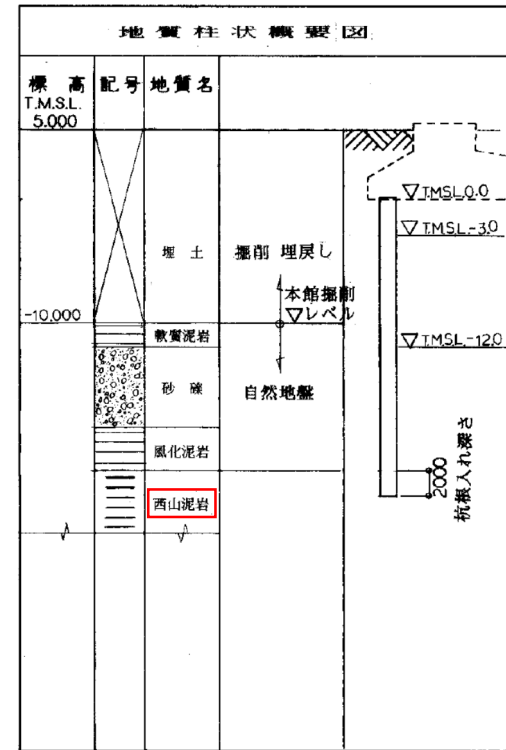 地質柱状概要図
標高 記号 地質名
T.M.S.L.
5.000
▽T.M.S.L.0.0
▽T.M.S.L.-3.0
埋土 掘削 埋戻し
本館掘削
▽レベル
-10.000
軟質泥岩
▽T.M.S.L.-12.0
砂礫 自然地盤
風化泥岩
西山泥岩
2000
杭根入れ深さ